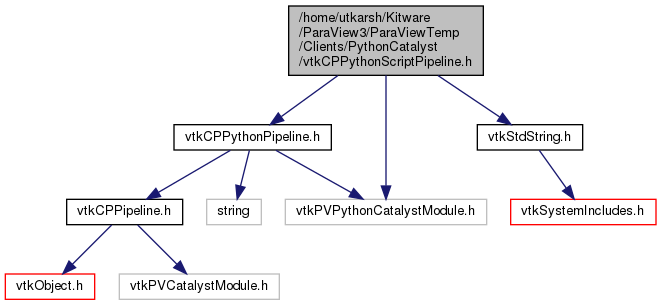 /home/utkarsh/Kitware
/ParaView3/ParaViewTemp
/Clients/PythonCatalyst
/vtkCPPythonScriptPipeline.h
vtkCPPythonPipeline.h
vtkStdString.h
vtkCPPipeline.h
string
vtkPVPythonCatalystModule.h
vtkSystemIncludes.h
vtkObject.h
vtkPVCatalystModule.h